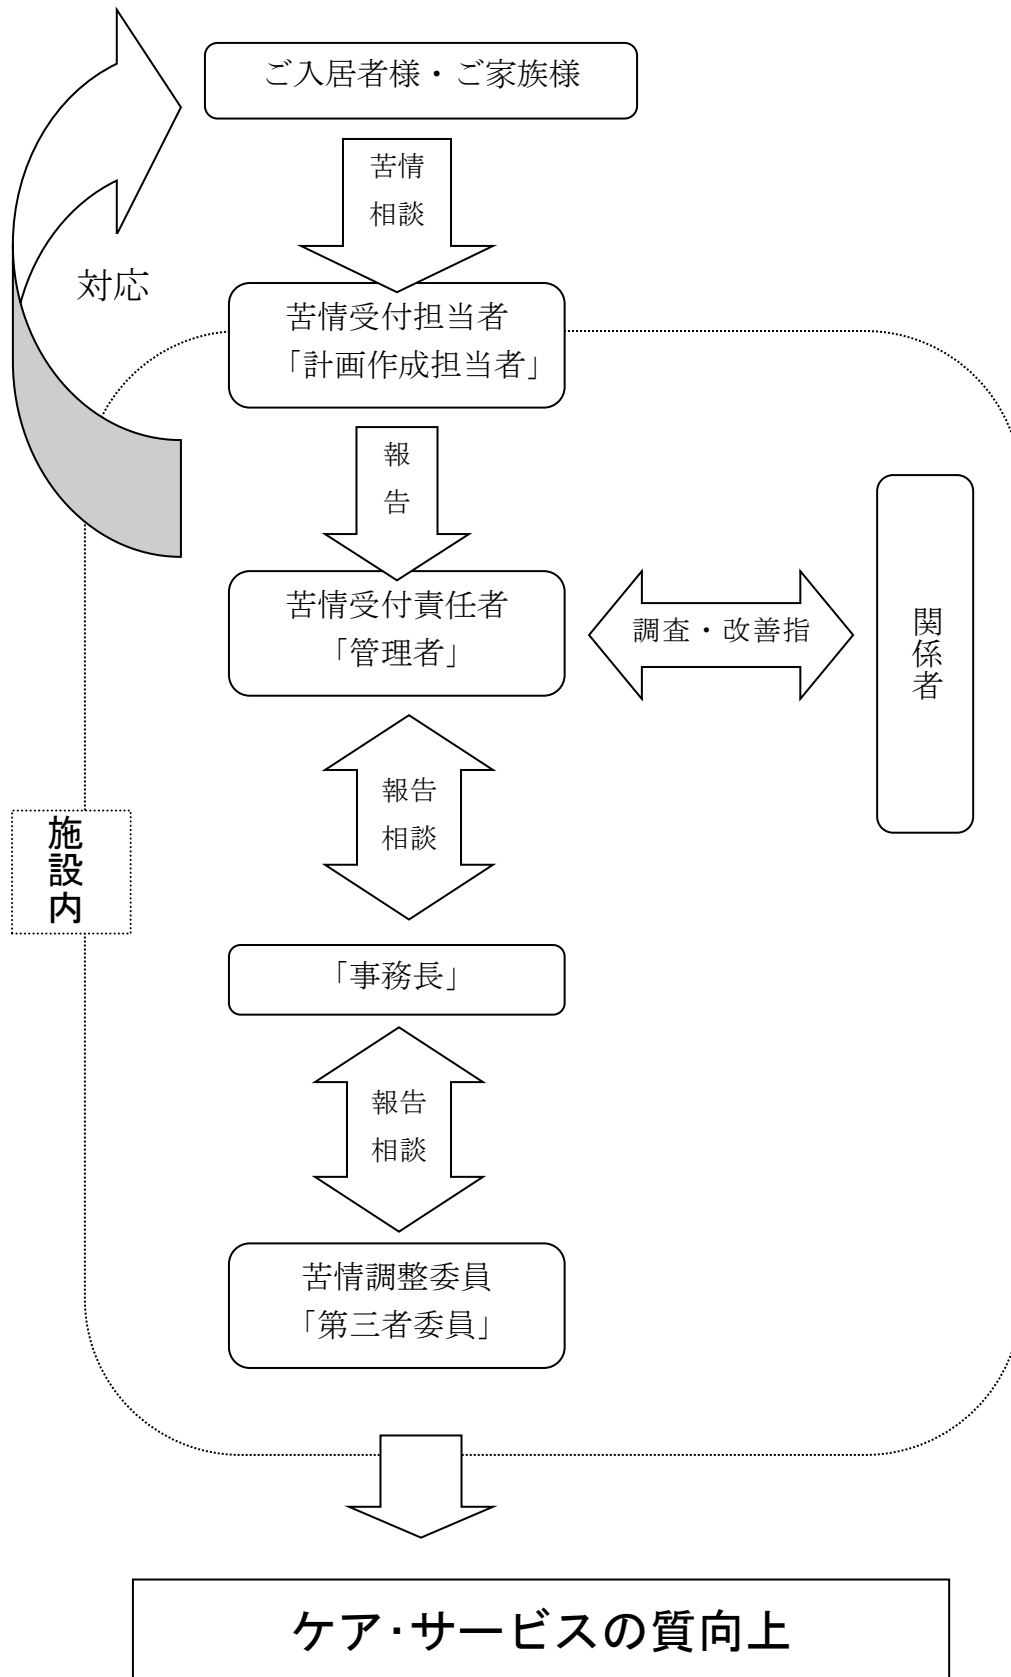 ご入居者様・ご家族様
苦情
相談
対応
苦情受付担当者
「計画作成担当者」
報
告
苦情受付責任者
「管理者」
調査・改善指
関係者
報告
相談
施設内
「事務長」
報告
相談
苦情調整委員
「第三者委員」
ケア・サービスの質向上